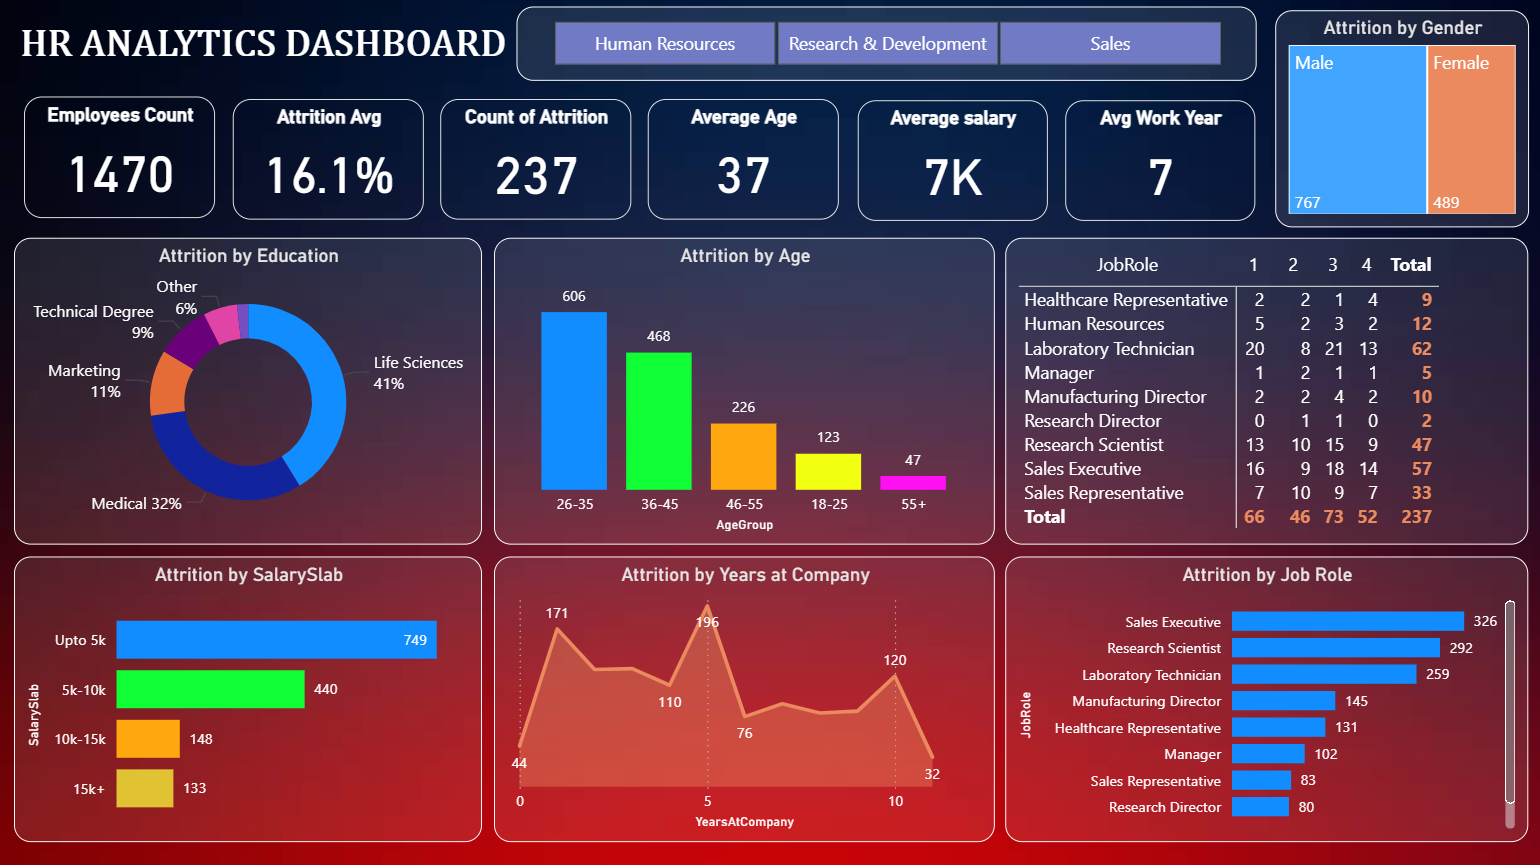 HR ANALYTICS DASHBOARD
Human Resources
Research & Development
Sales
Attrition by Gender
Male
Female
767
489
Employees Count
1470
Attrition Avg
16.1%
Count of Attrition
237
Average Age
37
Average salary
7K
Avg Work Year
7
Attrition by Education
Other
6%
Technical Degree
9%
Marketing
11%
Life Sciences
41%
Medical 32%
Attrition by Age
606
468
226
123
47
26-35
36-45
46-55
18-25
55+
AgeGroup
JobRole 1 2 3 4 Total
Healthcare Representative 2 2 1 4 9
Human Resources 5 2 3 2 12
Laboratory Technician 20 8 21 13 62
Manager 1 2 1 1 5
Manufacturing Director 2 2 4 2 10
Research Director 0 1 1 0 2
Research Scientist 13 10 15 9 47
Sales Executive 16 9 18 14 57
Sales Representative 7 10 9 7 33
Total 66 46 73 52 237
Attrition by SalarySlab
SalarySlab
Upto 5k 749
5k-10k 440
10k-15k 148
15k+ 133
Attrition by Years at Company
171
196
120
110
76
44
32
0
5
10
YearsAtCompany
Attrition by Job Role
JobRole
Sales Executive 326
Research Scientist 292
Laboratory Technician 259
Manufacturing Director 145
Healthcare Representative 131
Manager 102
Sales Representative 83
Research Director 80